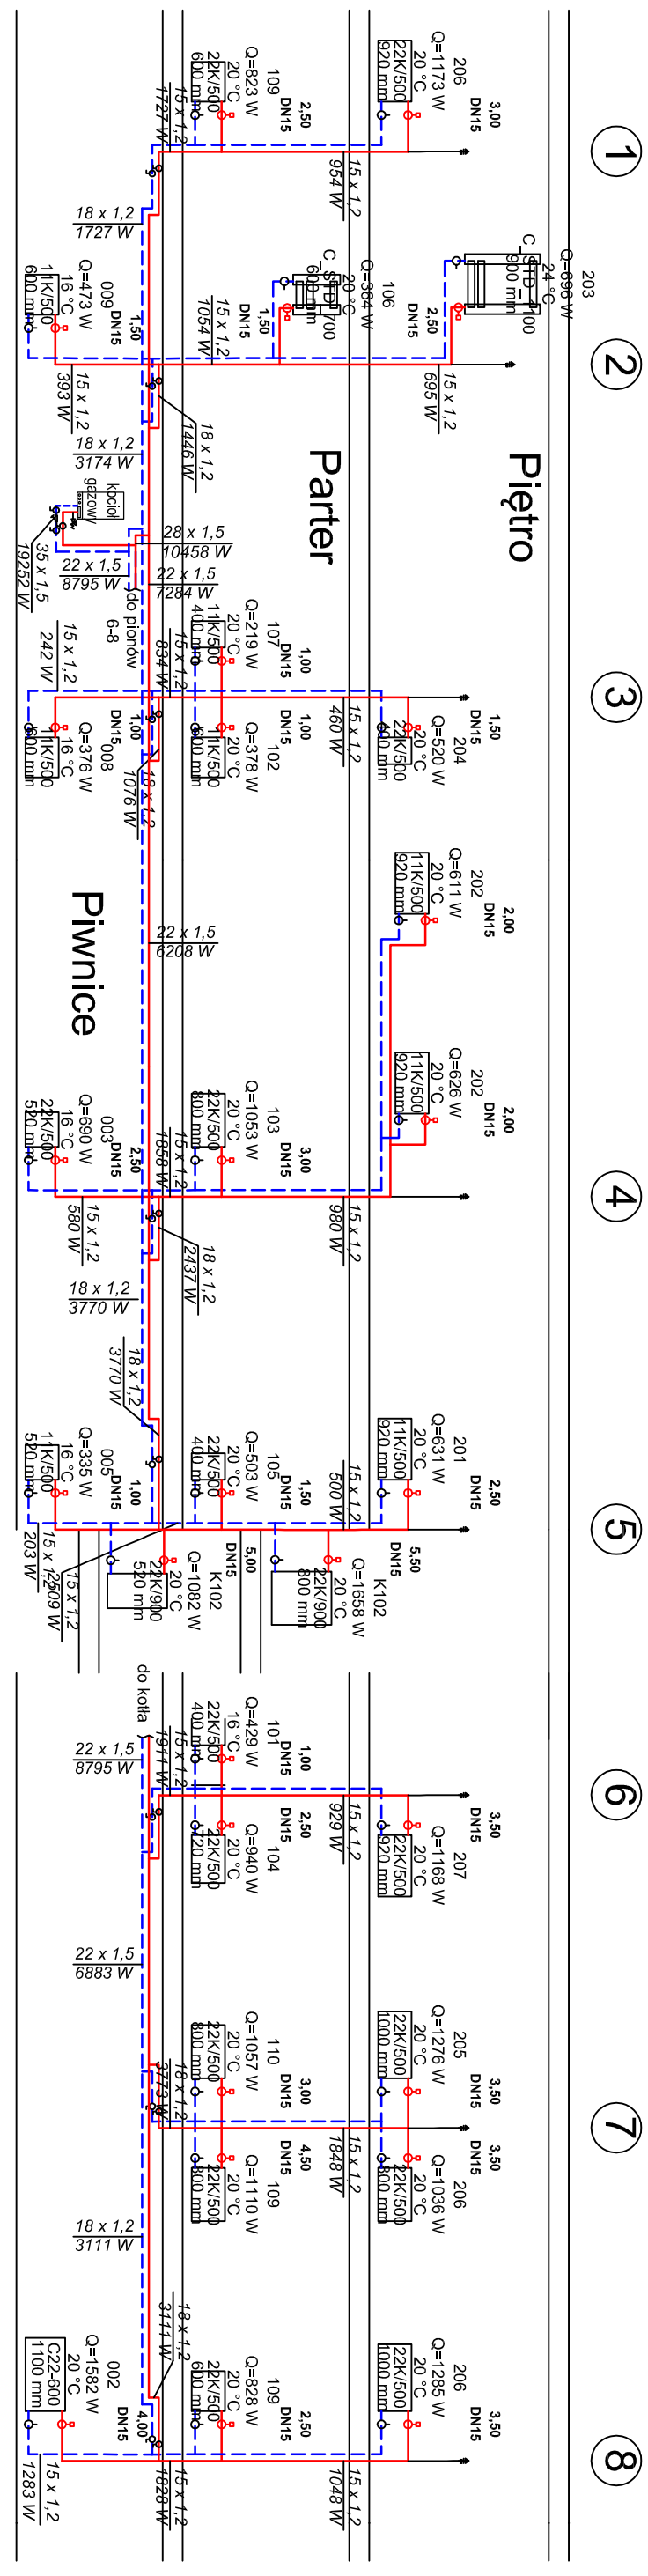 1
206
Q=1173 W
20 °C
22K/500
920 mm
3,00
DN15
109
Q=823 W
20 °C
22K/500
600 mm
2,50
DN15
15 x 1,2
954 W
15 x 1,2
1727 W
18 x 1,2
1727 W
2
203
Q=696 W
24 °C
900 mm
2,50
DN15
106
Q=364 W
20 °C
C_STD_700
600 mm
1,50
DN15
009
Q=473 W
16 °C
11K/500
600 mm
1,50
DN15
15 x 1,2
695 W
15 x 1,2
1054 W
15 x 1,2
393 W
18 x 1,2
1446 W
18 x 1,2
3174 W
Piętro
Parter
Piwnice
kocioł
gazowy
35 x 1,5
19252 W
28 x 1,5
10458 W
22 x 1,5
8795 W
22 x 1,5
7284 W
do pionów
6-8
3
204
Q=520 W
20 °C
22K/500
400 mm
1,50
DN15
107
Q=219 W
20 °C
11K/500
400 mm
1,00
DN15
102
Q=378 W
20 °C
11K/500
600 mm
1,00
DN15
008
Q=376 W
16 °C
11K/500
600 mm
1,00
DN15
15 x 1,2
460 W
15 x 1,2
834 W
15 x 1,2
242 W
18 x 1,2
1076 W
22 x 1,5
6208 W
4
202
Q=611 W
20 °C
11K/500
920 mm
2,00
DN15
202
Q=626 W
20 °C
11K/500
920 mm
2,00
DN15
103
Q=1053 W
20 °C
22K/500
800 mm
3,00
DN15
003
Q=690 W
16 °C
22K/500
520 mm
2,50
DN15
15 x 1,2
980 W
15 x 1,2
1858 W
15 x 1,2
580 W
18 x 1,2
2437 W
18 x 1,2
3770 W
18 x 1,2
3770 W
5
201
Q=631 W
20 °C
11K/500
920 mm
2,50
DN15
105
Q=503 W
20 °C
22K/500
400 mm
1,50
DN15
005
Q=335 W
16 °C
11K/500
520 mm
1,00
DN15
K102
Q=1658 W
20 °C
22K/900
800 mm
5,50
DN15
K102
Q=1082 W
20 °C
22K/900
520 mm
5,00
DN15
15 x 1,2
500 W
15 x 1,2
2509 W
15 x 1,2
203 W
do kotła
6
207
Q=1168 W
20 °C
22K/500
920 mm
3,50
DN15
101
Q=429 W
16 °C
22K/500
400 mm
1,00
DN15
104
Q=940 W
20 °C
22K/500
720 mm
2,50
DN15
15 x 1,2
929 W
15 x 1,2
1911 W
22 x 1,5
8795 W
22 x 1,5
6883 W
7
205
Q=1276 W
20 °C
22K/500
1000 mm
3,50
DN15
206
Q=1036 W
20 °C
22K/500
800 mm
3,50
DN15
110
Q=1057 W
20 °C
22K/500
800 mm
3,00
DN15
109
Q=1110 W
20 °C
22K/500
800 mm
4,50
DN15
15 x 1,2
1848 W
18 x 1,2
3773 W
18 x 1,2
3111 W
18 x 1,2
3111 W
8
206
Q=1285 W
20 °C
22K/500
1000 mm
3,50
DN15
109
Q=828 W
20 °C
22K/500
600 mm
2,50
DN15
002
Q=1582 W
20 °C
C22-600
1100 mm
4,00
DN15
15 x 1,2
1048 W
15 x 1,2
1828 W
15 x 1,2
1283 W